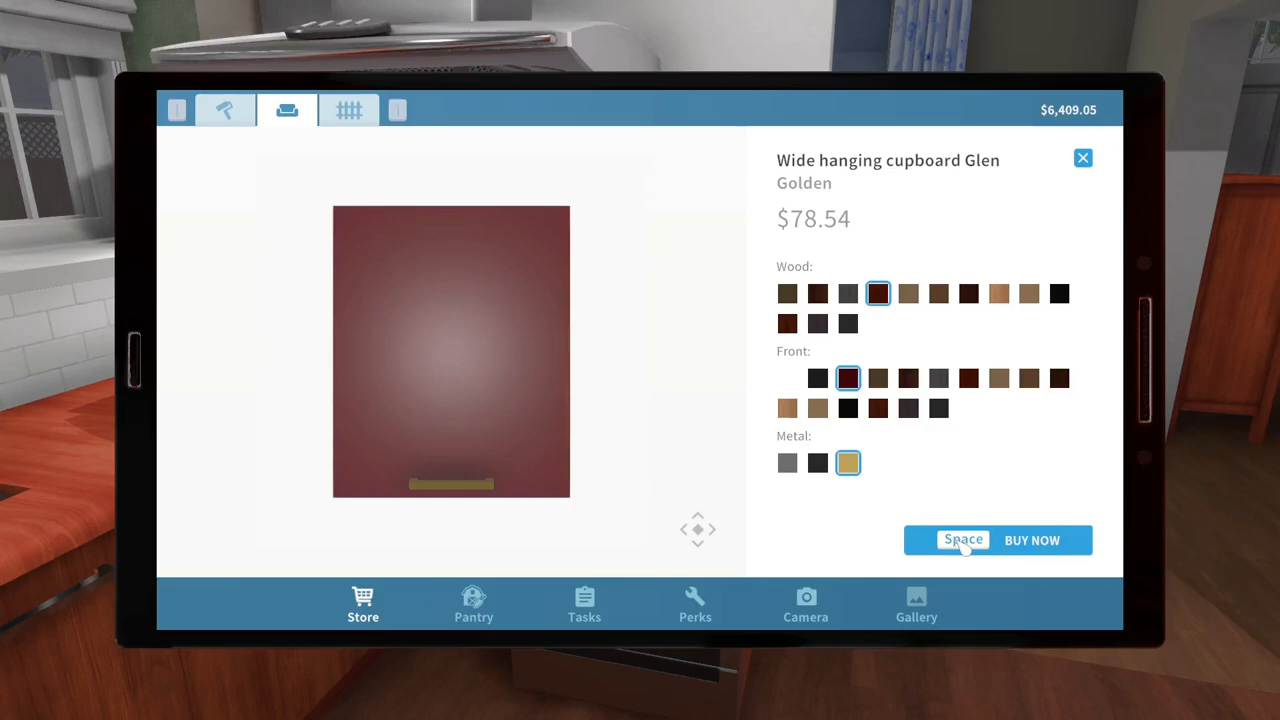 $6,409.05
Wide hanging cupboard Glen
Golden
$78.54
Wood:
Front:
Metal:
Space BUY NOW
Store Pantry Tasks Perks Camera Gallery